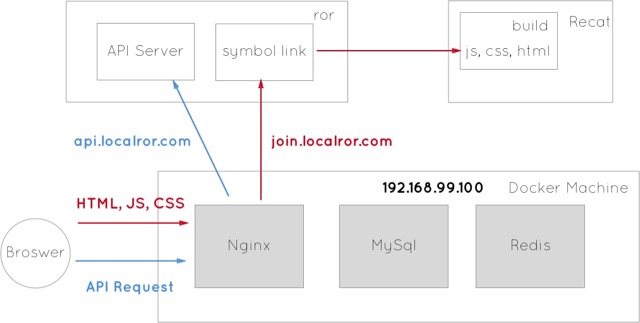 ror
build
Recat
API Server
symbol link
js, css, html
api.localror.com
join.localror.com
192.168.99.100
Docker Machine
HTML, JS, CSS
Broswer
Nginx
MySql
Redis
API Request